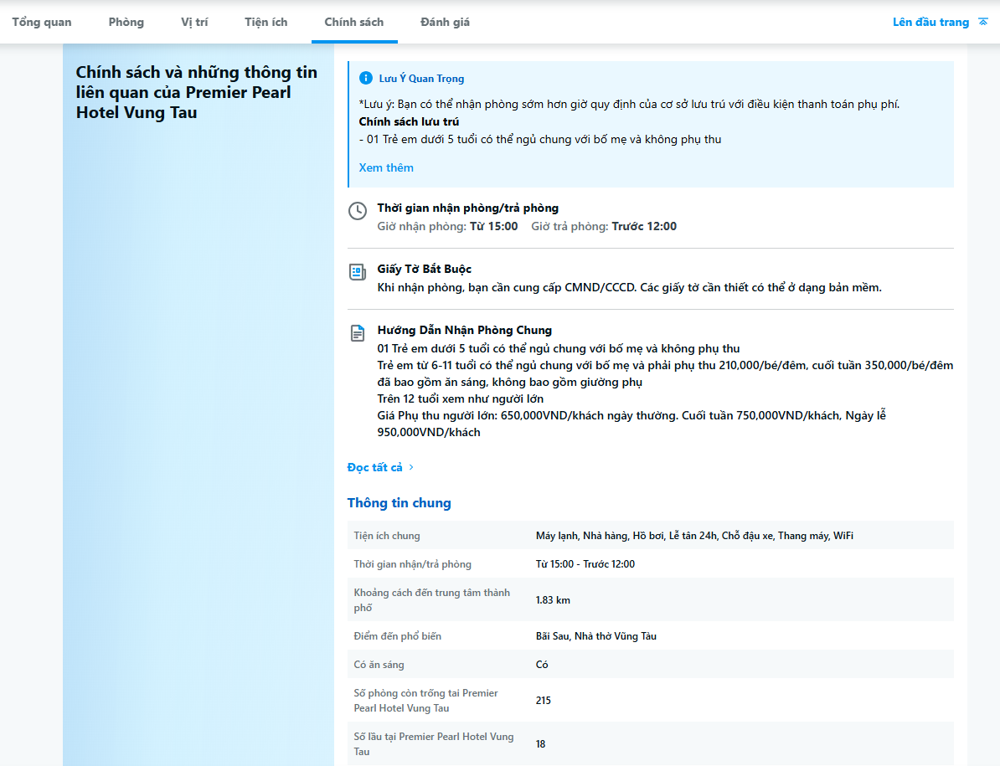 Tổng quan
Phòng
Vị trí
Tiện ích
Chính sách
Đánh giá
Lên đầu trang
Chính sách và những thông tin
liên quan của Premier Pearl
Hotel Vung Tau
Lưu Ý Quan Trọng
*Lưu ý: Bạn có thể nhận phòng sớm hơn giờ quy định của cơ sở lưu trú với điều kiện thanh toán phụ phí.
Chính sách lưu trú
- 01 Trẻ em dưới 5 tuổi có thể ngủ chung với bố mẹ và không phụ thu
Xem thêm
Thời gian nhận phòng/trả phòng
Giờ nhận phòng: Từ 15:00 Giờ trả phòng: Trước 12:00
Giấy Tờ Bắt Buộc
Khi nhận phòng, bạn cần cung cấp CMND/CCCD. Các giấy tờ cần thiết có thể ở dạng bản mềm.
Hướng Dẫn Nhận Phòng Chung
01 Trẻ em dưới 5 tuổi có thể ngủ chung với bố mẹ và không phụ thu
Trẻ em từ 6-11 tuổi có thể ngủ chung với bố mẹ và phải phụ thu 210,000/bé/đêm, cuối tuần 350,000/bé/đêm
đã bao gồm ăn sáng, không bao gồm giường phụ
Trên 12 tuổi xem như người lớn
Giá Phụ thu người lớn: 650,000VND/khách ngày thường. Cuối tuần 750,000VND/khách, Ngày lễ
950,000VND/khách
Đọc tất cả
Thông tin chung
Tiện ích chung
Máy lạnh, Nhà hàng, Hồ bơi, Lễ tân 24h, Chỗ đậu xe, Thang máy, WiFi
Thời gian nhận/trả phòng
Từ 15:00 - Trước 12:00
Khoảng cách đến trung tâm thành
phố
1.83 km
Điểm đến phổ biến
Bãi Sau, Nhà thờ Vũng Tàu
Có ăn sáng
Có
Số phòng còn trống tai Premier
Pearl Hotel Vung Tau
215
Số lầu tại Premier Pearl Hotel Vung
Tau
18